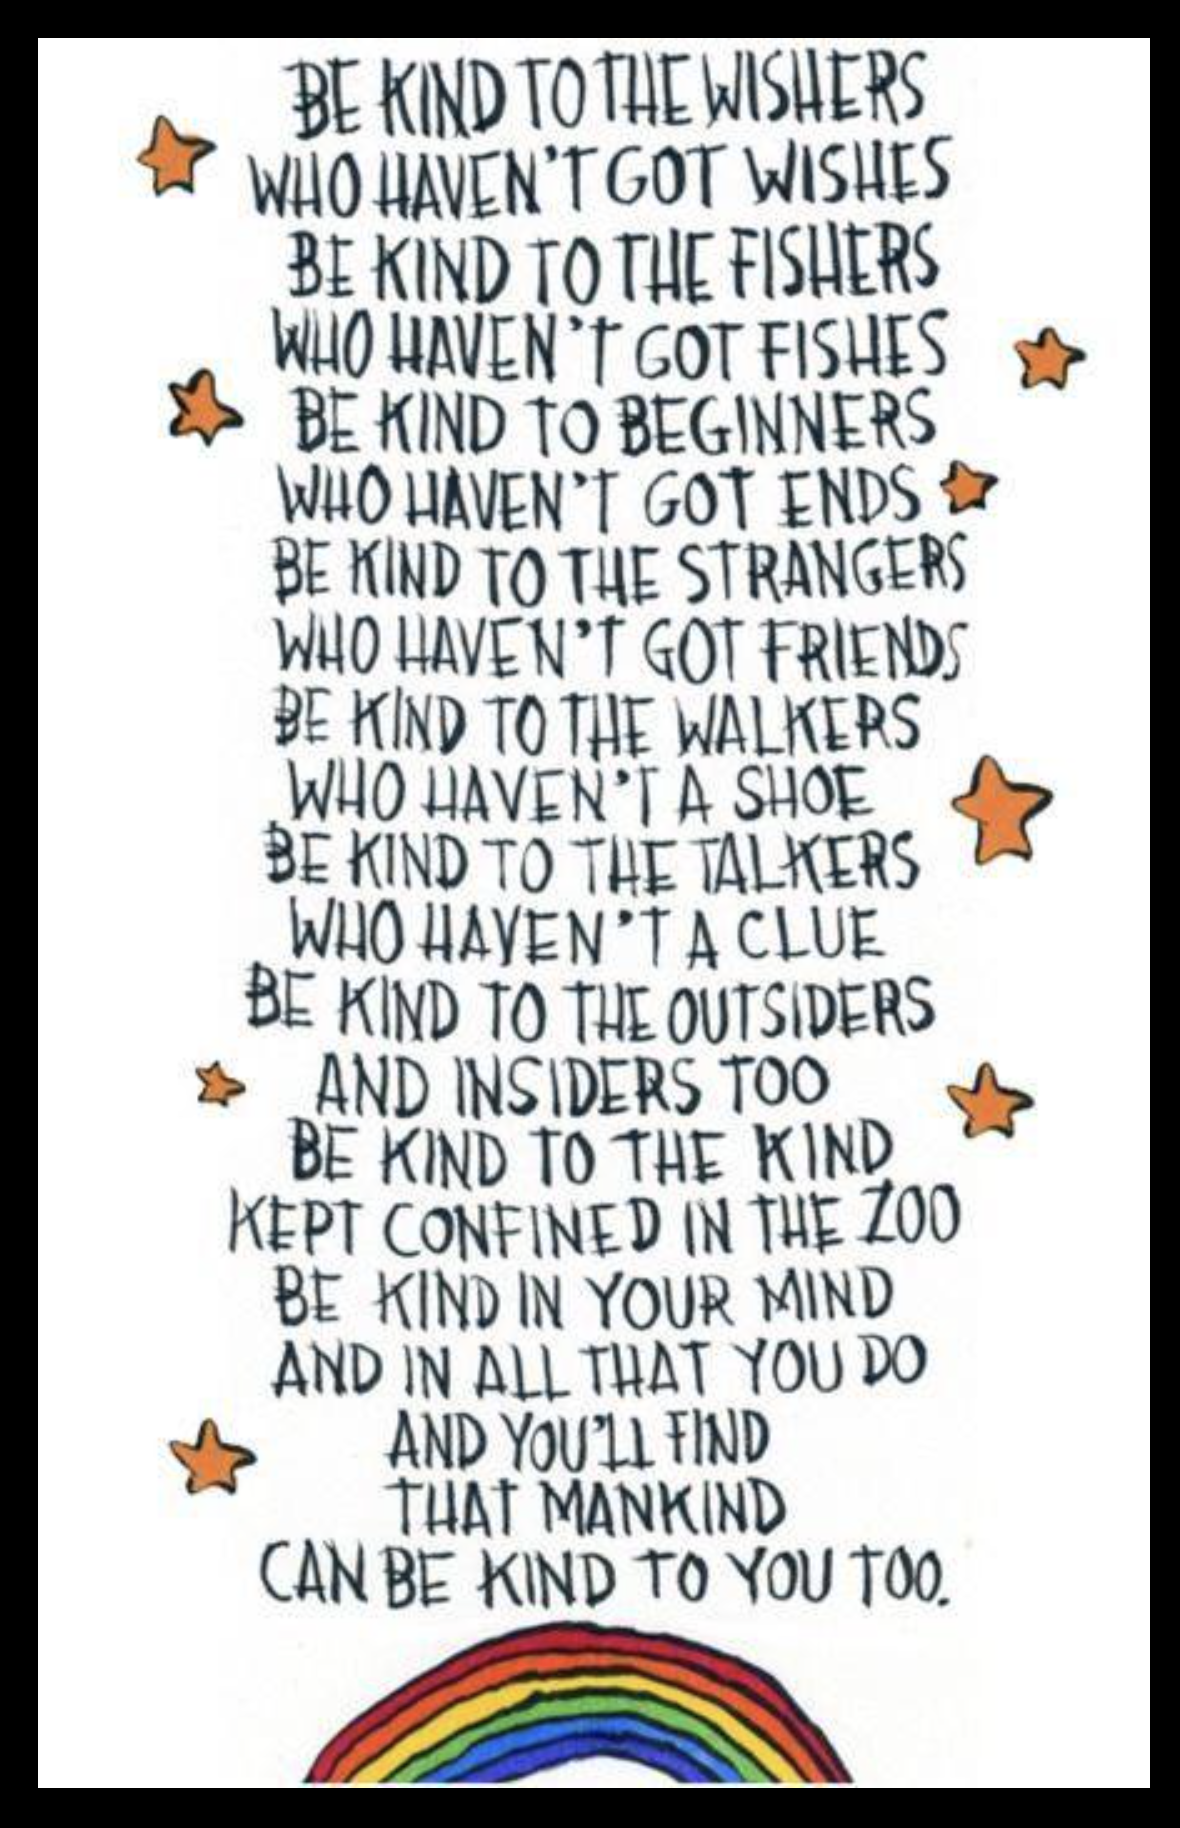 BE KIND TO THE WISHERS
WHO HAVEN'T GOT WISHES
BE KIND TO THE FISHERS
WHO HAVEN'T GOT FISHES
BE KIND TO BEGINNERS
WHO HAVEN'T GOT ENDS
BE KIND TO THE STRANGERS
WHO HAVEN'T GOT FRIENDS
BE KIND TO THE WALKERS
WHO HAVEN'T A SHOE
BE KIND TO THE TALKERS
WHO HAVEN'T A CLUE
BE KIND TO THE OUTSIDERS
AND INSIDERS TOO
BE KIND TO THE KIND
KEPT CONFINED IN THE ZOO
BE KIND IN YOUR MIND
AND IN ALL THAT YOU DO
AND YOU'LL FIND
THAT MANKIND
CAN BE KIND TO YOU TOO.